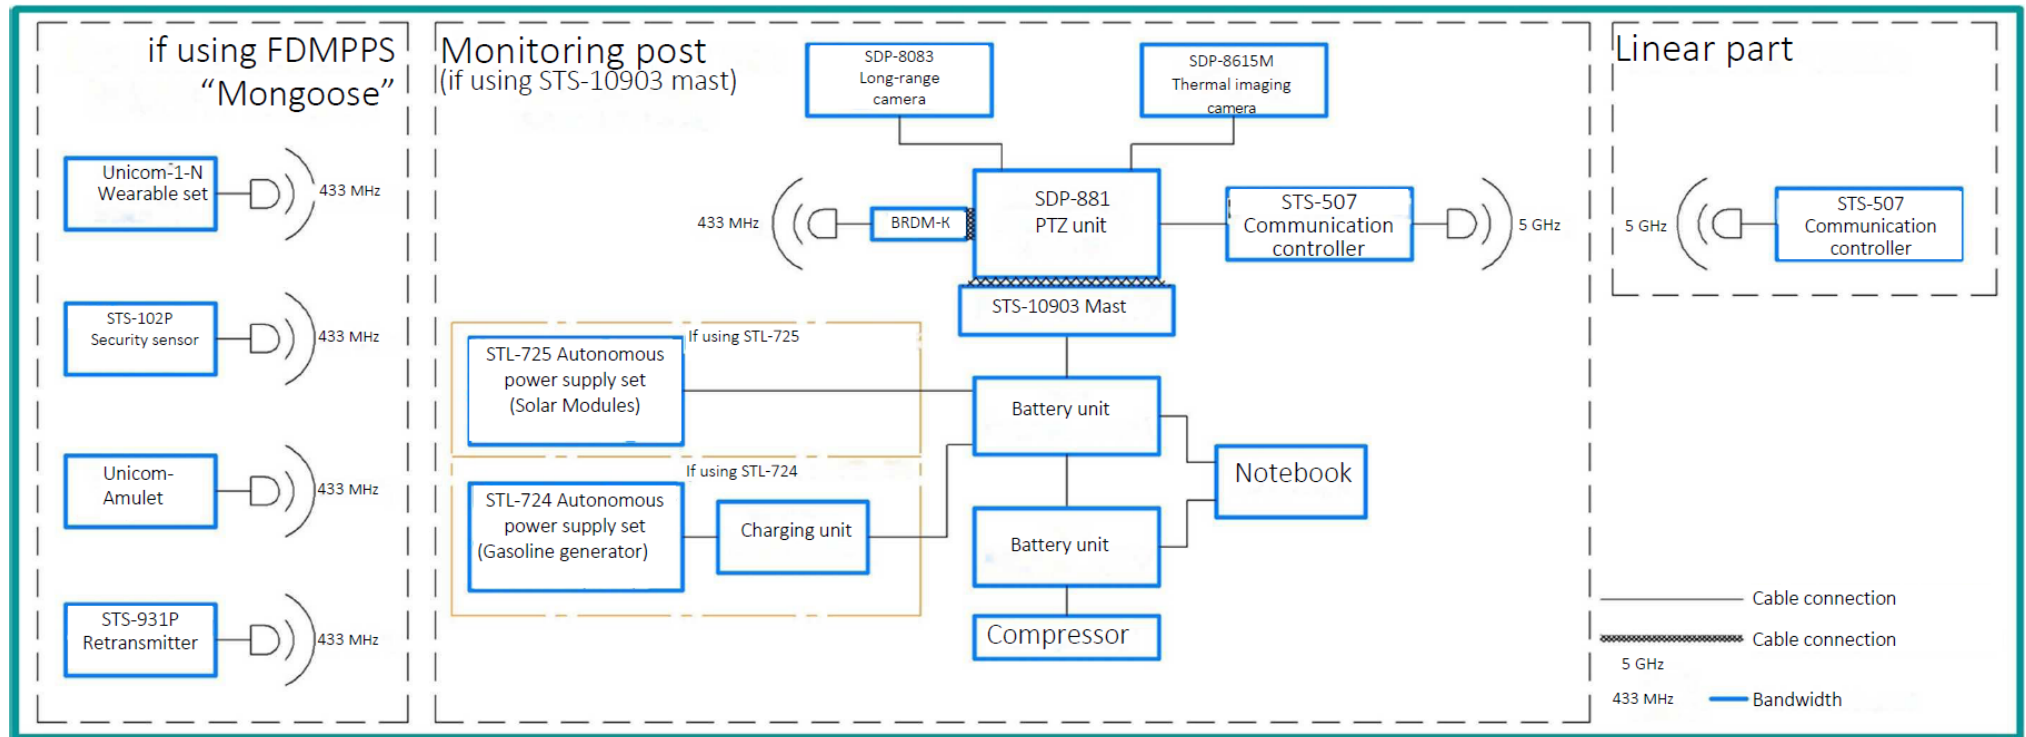 if using FDMPPS
“Mongoose”
Unicom-1-N
Wearable set
433 MHz
STS-102P
Security sensor
433 MHz
Unicom-
Amulet
433 MHz
STS-931P
Retransmitter
433 MHz
Monitoring post
(if using STS-10903 mast)
SDP-8083
Long-range
camera
SDP-8615M
Thermal imaging
camera
433 MHz
BRDM-K
SDP-881
PTZ unit
STS-507
Communication
controller
5 GHz
STS-10903 Mast
If using STL-725
STL-725 Autonomous
power supply set
(Solar Modules)
Battery unit
If using STL-724
STL-724 Autonomous
power supply set
(Gasoline generator)
Charging unit
Notebook
Battery unit
Compressor
Linear part
5 GHz
STS-507
Communication
controller
Cable connection
Cable connection
5 GHz
433 MHz
Bandwidth